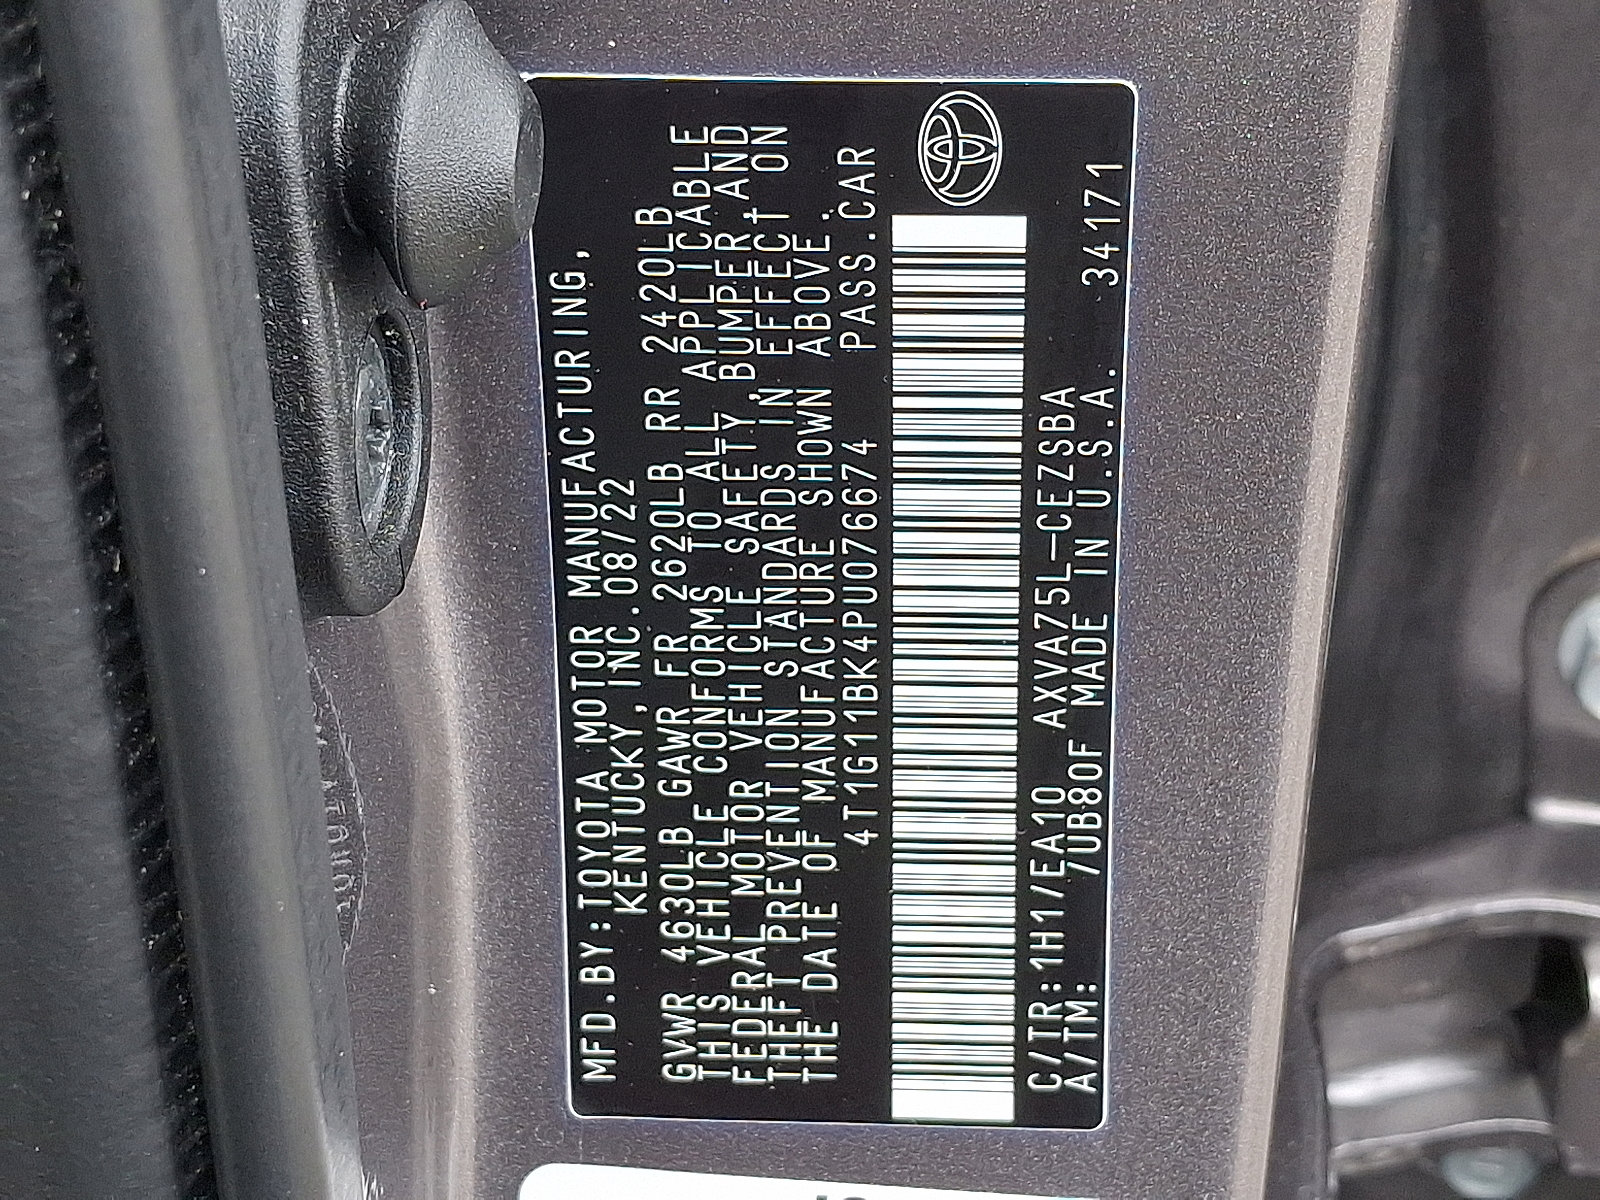 MFD.BY:TOYOTA MOTOR MANUFACTURING,
KENTUCKY,INC.08/22
GVWR 4630LB GAWR FR 2620LB RR 2420LB
THIS VEHICLE CONFORMS TO ALL APPLICABLE
FEDERAL MOTOR VEHICLE SAFETY,BUMPER,AND
THEFT PREVENTION STANDARDS IN EFFECT ON
THE DATE OF MANUFACTURE SHOWN ABOVE.
4T1G11BK4PU076674 PASS.CAR
C/TR:1H1/EA10 AXVA75L-CEZSBA
A/TM: 7UB80F MADE IN U.S.A. 34171